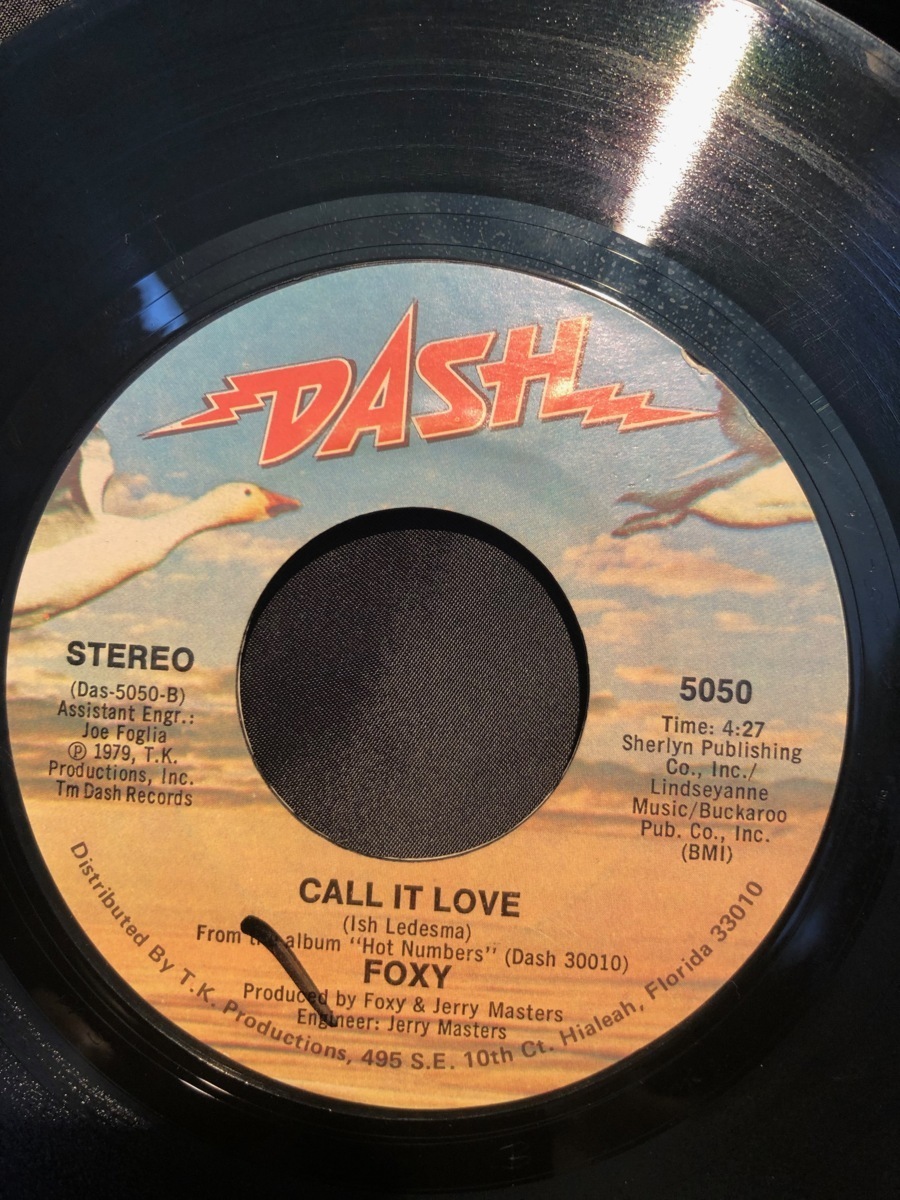 DASH
STEREO
(Das-5050-B)
Assistant Engr.:
Joe Foglia
℗ 1979, T.K.
Productions, Inc.
Tm Dash Records
5050
Time: 4:27
Sherlyn Publishing
Co., Inc./
Lindseyanne
Music/Buckaroo
Pub. Co., Inc.
(BMI)
CALL IT LOVE
(Ish Ledesma)
From the album "Hot Numbers" (Dash 30010)
FOXY
Produced by Foxy & Jerry Masters
Engineer: Jerry Masters
Distributed By T.K. Productions, 495 S.E. 10th Ct. Hialeah, Florida 33010